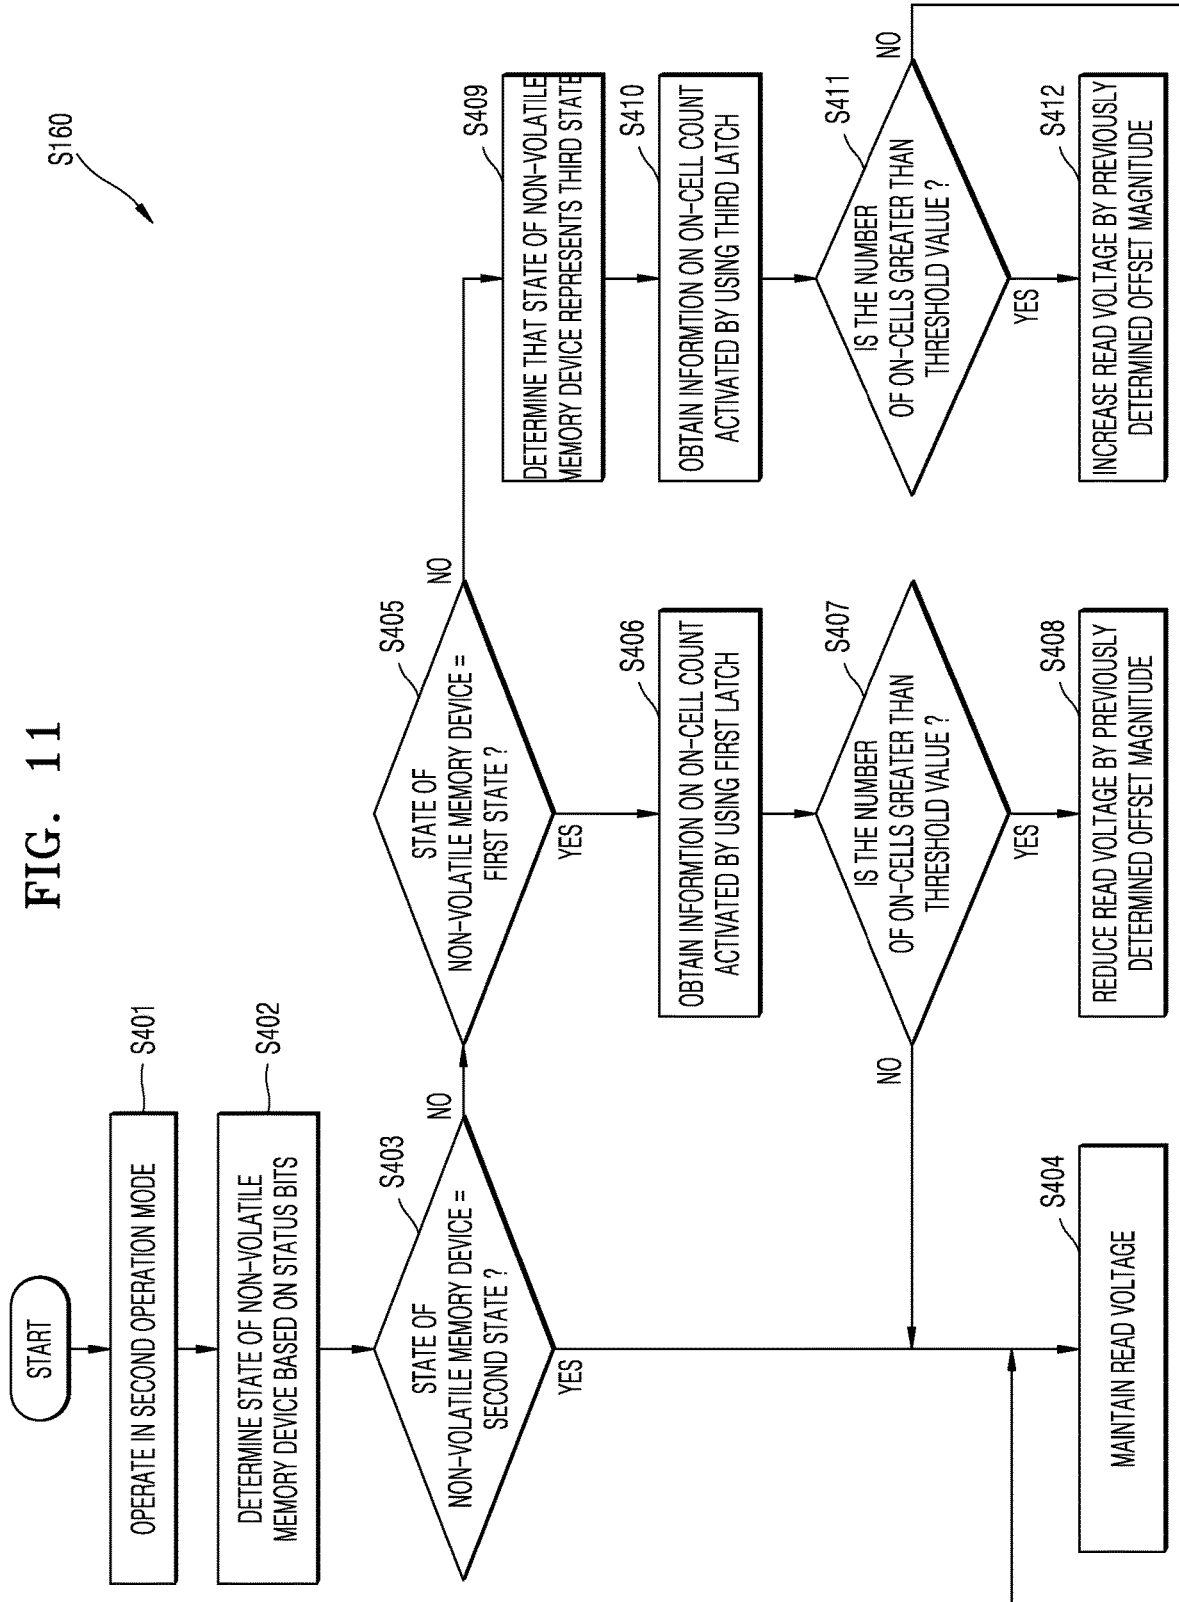 FIG. 11
S160
START
OPERATE IN SECOND OPERATION MODE
S401
DETERMINE STATE OF NON-VOLATILE
MEMORY DEVICE BASED ON STATUS BITS
S402
STATE OF
NON-VOLATILE MEMORY DEVICE =
SECOND STATE ?
S403
NO
YES
STATE OF
NON-VOLATILE MEMORY DEVICE =
FIRST STATE ?
S405
NO
YES
DETERMINE THAT STATE OF NON-VOLATILE
MEMORY DEVICE REPRESENTS THIRD STATE
S409
OBTAIN INFORMTION ON ON-CELL COUNT
ACTIVATED BY USING FIRST LATCH
S406
OBTAIN INFORMTION ON ON-CELL COUNT
ACTIVATED BY USING THIRD LATCH
S410
IS THE NUMBER
OF ON-CELLS GREATER THAN
THRESHOLD VALUE ?
S407
NO
YES
IS THE NUMBER
OF ON-CELLS GREATER THAN
THRESHOLD VALUE ?
S411
NO
YES
MAINTAIN READ VOLTAGE
S404
REDUCE READ VOLTAGE BY PREVIOUSLY
DETERMINED OFFSET MAGNITUDE
S408
INCREASE READ VOLTAGE BY PREVIOUSLY
DETERMINED OFFSET MAGNITUDE
S412